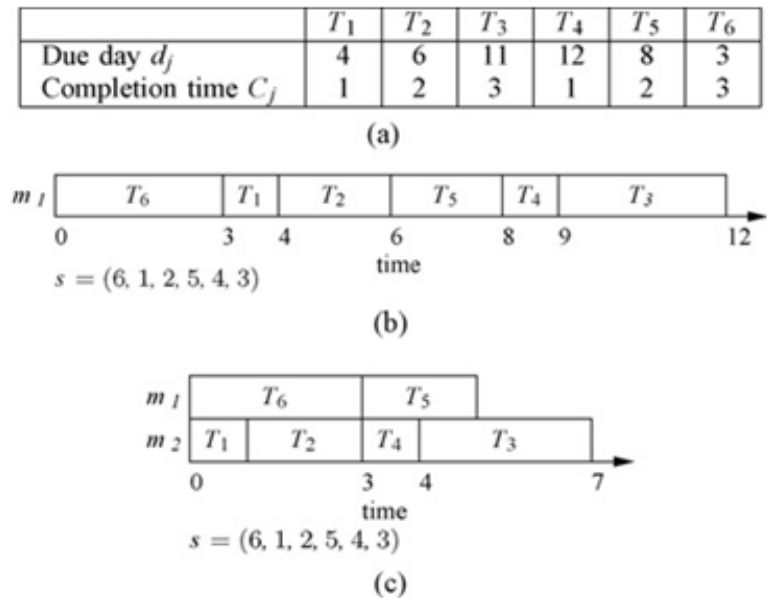 T1 T2 T3 T4 T5 T6
Due day dj 4 6 11 12 8 3
Completion time Cj 1 2 3 1 2 3
(a)
m 1 T6 T1 T2 T5 T4 T3
0 3 4 6 8 9 12
time
s = (6, 1, 2, 5, 4, 3)
(b)
m 1 T6 T5
m 2 T1 T2 T4 T3
0 3 4 7
time
s = (6, 1, 2, 5, 4, 3)
(c)